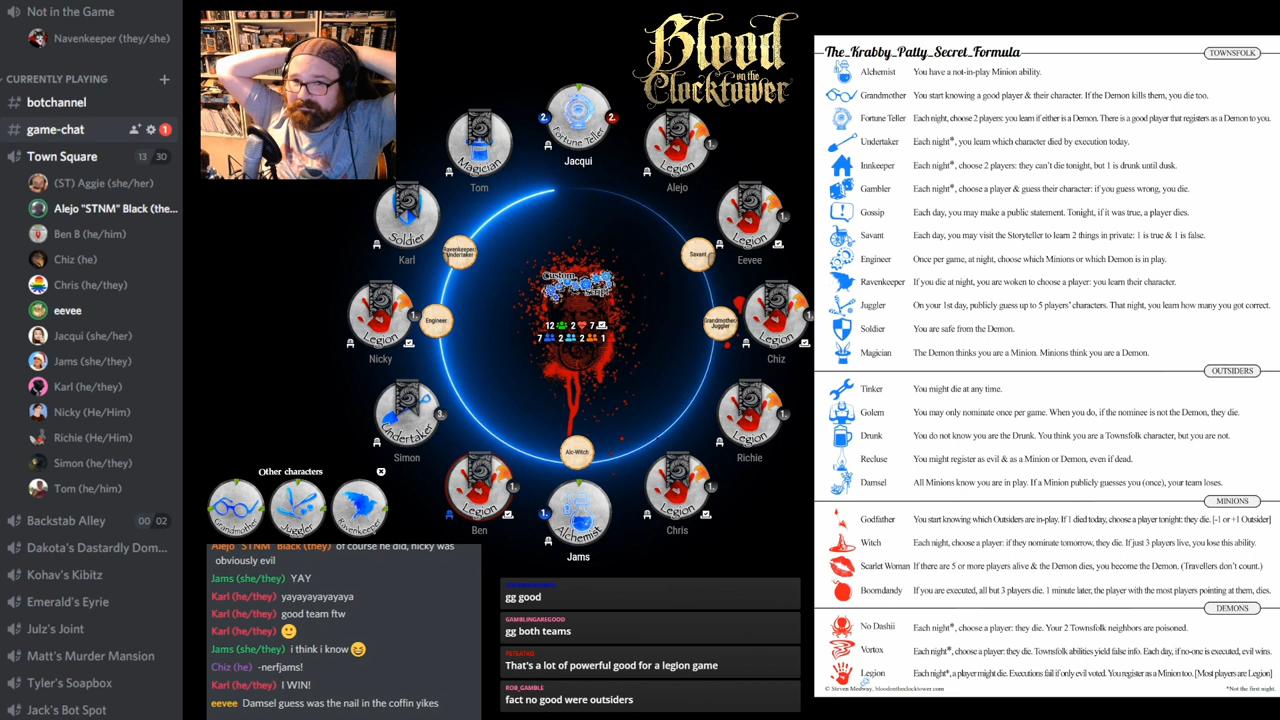 Not in the Game
Navenkeeper (they/she)
CURRENTLY PLAYING
botchannel
game-chat
1
Town Square
13 30
(ST) Aggie (she/her)
Alejo "STNM" Black (the...
Ben B (he/him)
Chiz (he)
Chris (he/they)
eevee
Jacqui (she/her)
Jams (she/they)
Karl (he/they)
Nicky (He/Him)
Richie (He/Him)
Simon (he/they)
Tom (he/him)
Backstab Alley
00 02
Dakota's Dastardly Dom...
Kohav's Kibitz
Emerald's Eyrie
Juz's Joint
Matt's Murder Mansion
Tyler's Soapbox
Jack's B
Blood
on the
Clocktower
Fortune Teller
2.
2.
Jacqui
Magician
Tom
Legion
1.
Alejo
Soldier
Karl
Ravenkeeper/
Undertaker
Legion
1.
Eevee
Savant
Legion
1.
Nicky
Engineer
Custom
Script
12 2 7
7 2 2 1
Grandmother/
Juggler
Legion
1.
Chiz
Undertaker
3.
Simon
Legion
1.
Richie
Alc-Witch
Legion
1.
Ben
Alchemist
1.
Jams
Legion
1.
Chris
Other characters
Grandmother
Juggler
Ravenkeeper
Alejo "STNM" Black (they) of course he did, nicky was
obviously evil
Jams (she/they) YAY
Karl (he/they) yayayayayayaya
Karl (he/they) good team ftw
Karl (he/they) 🙂
Jams (she/they) i think i know 😆
Chiz (he) -nerfjams!
Karl (he/they) I WIN!
eevee Damsel guess was the nail in the coffin yikes
gg good
GAMBLINGAREGOOD
gg both teams
That's a lot of powerful good for a legion game
ROB_GAMBLE
fact no good were outsiders
The_Krabby_Patty_Secret_Formula
TOWNSFOLK
Alchemist You have a not-in-play Minion ability.
Grandmother You start knowing a good player & their character. If the Demon kills them, you die too.
Fortune Teller Each night, choose 2 players: you learn if either is a Demon. There is a good player that registers as a Demon to you.
Undertaker Each night*, you learn which character died by execution today.
Innkeeper Each night*, choose 2 players: they can't die tonight, but 1 is drunk until dusk.
Gambler Each night*, choose a player & guess their character: if you guess wrong, you die.
Gossip Each day, you may make a public statement. Tonight, if it was true, a player dies.
Savant Each day, you may visit the Storyteller to learn 2 things in private: 1 is true & 1 is false.
Engineer Once per game, at night, choose which Minions or which Demon is in play.
Ravenkeeper If you die at night, you are woken to choose a player: you learn their character.
Juggler On your 1st day, publicly guess up to 5 players' characters. That night, you learn how many you got correct.
Soldier You are safe from the Demon.
Magician The Demon thinks you are a Minion. Minions think you are a Demon.
OUTSIDERS
Tinker You might die at any time.
Golem You may only nominate once per game. When you do, if the nominee is not the Demon, they die.
Drunk You do not know you are the Drunk. You think you are a Townsfolk character, but you are not.
Recluse You might register as evil & as a Minion or Demon, even if dead.
Damsel All Minions know you are in play. If a Minion publicly guesses you (once), your team loses.
MINIONS
Godfather You start knowing which Outsiders are in-play. If 1 died today, choose a player tonight: they die. [-1 or +1 Outsider]
Witch Each night, choose a player: if they nominate tomorrow, they die. If just 3 players live, you lose this ability.
Scarlet Woman If there are 5 or more players alive & the Demon dies, you become the Demon. (Travellers don't count.)
Boomdandy If you are executed, all but 3 players die. 1 minute later, the player with the most players pointing at them, dies.
DEMONS
No Dashii Each night*, choose a player: they die. Your 2 Townsfolk neighbors are poisoned.
Vortox Each night*, choose a player: they die. Townsfolk abilities yield false info. Each day, if no-one is executed, evil wins.
Legion Each night*, a player might die. Executions fail if only evil voted. You register as a Minion too. [Most players are Legion]
© Steven Medway, bloodontheclocktower.com
*Not the first night.